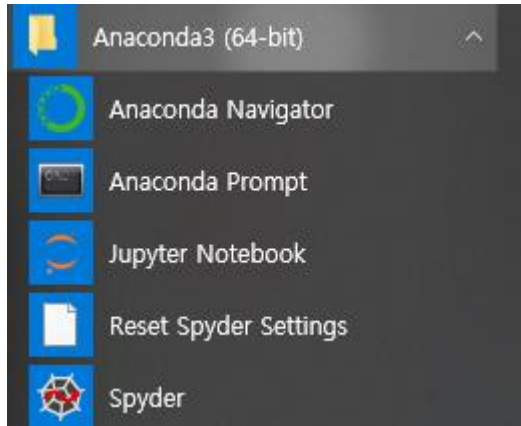 Anaconda3 (64-bit)
Anaconda Navigator
Anaconda Prompt
Jupyter Notebook
Reset Spyder Settings
Spyder